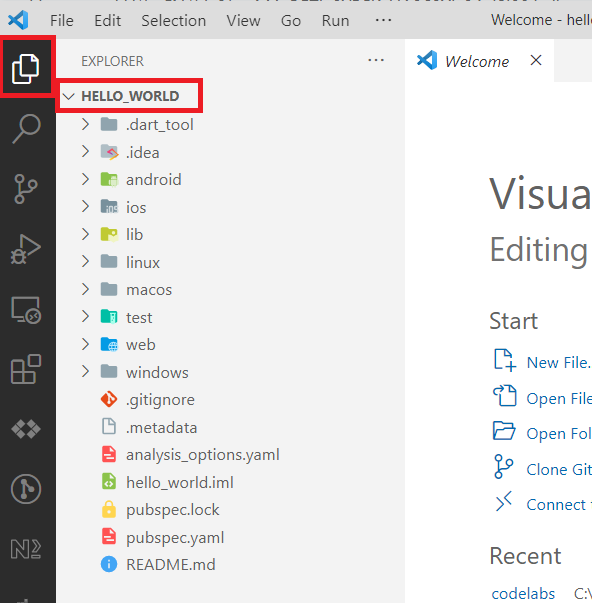 File Edit Selection View Go Run ··· Welcome - hello
EXPLORER ···
Welcome ×
HELLO_WORLD
.dart_tool
.idea
android
ios
lib
linux
macos
test
web
windows
.gitignore
.metadata
analysis_options.yaml
hello_world.iml
pubspec.lock
pubspec.yaml
README.md
Visua
Editing
Start
New File.
Open File
Open Fol
Clone Git
Connect
Recent
codelabs C:\